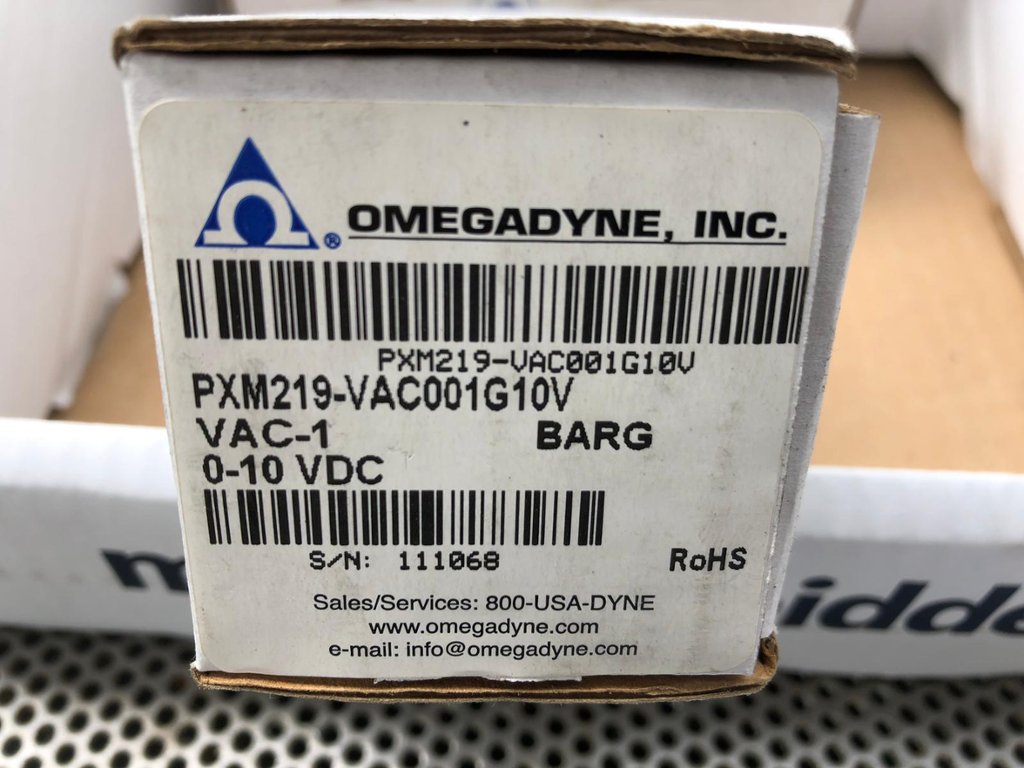 ®
OMEGADYNE, INC.
PXM219-VAC001G10V
PXM219-VAC001G10V
VAC-1 BARG
0-10 VDC
S/N: 111068 RoHS
Sales/Services: 800-USA-DYNE
www.omegadyne.com
e-mail: info@omegadyne.com